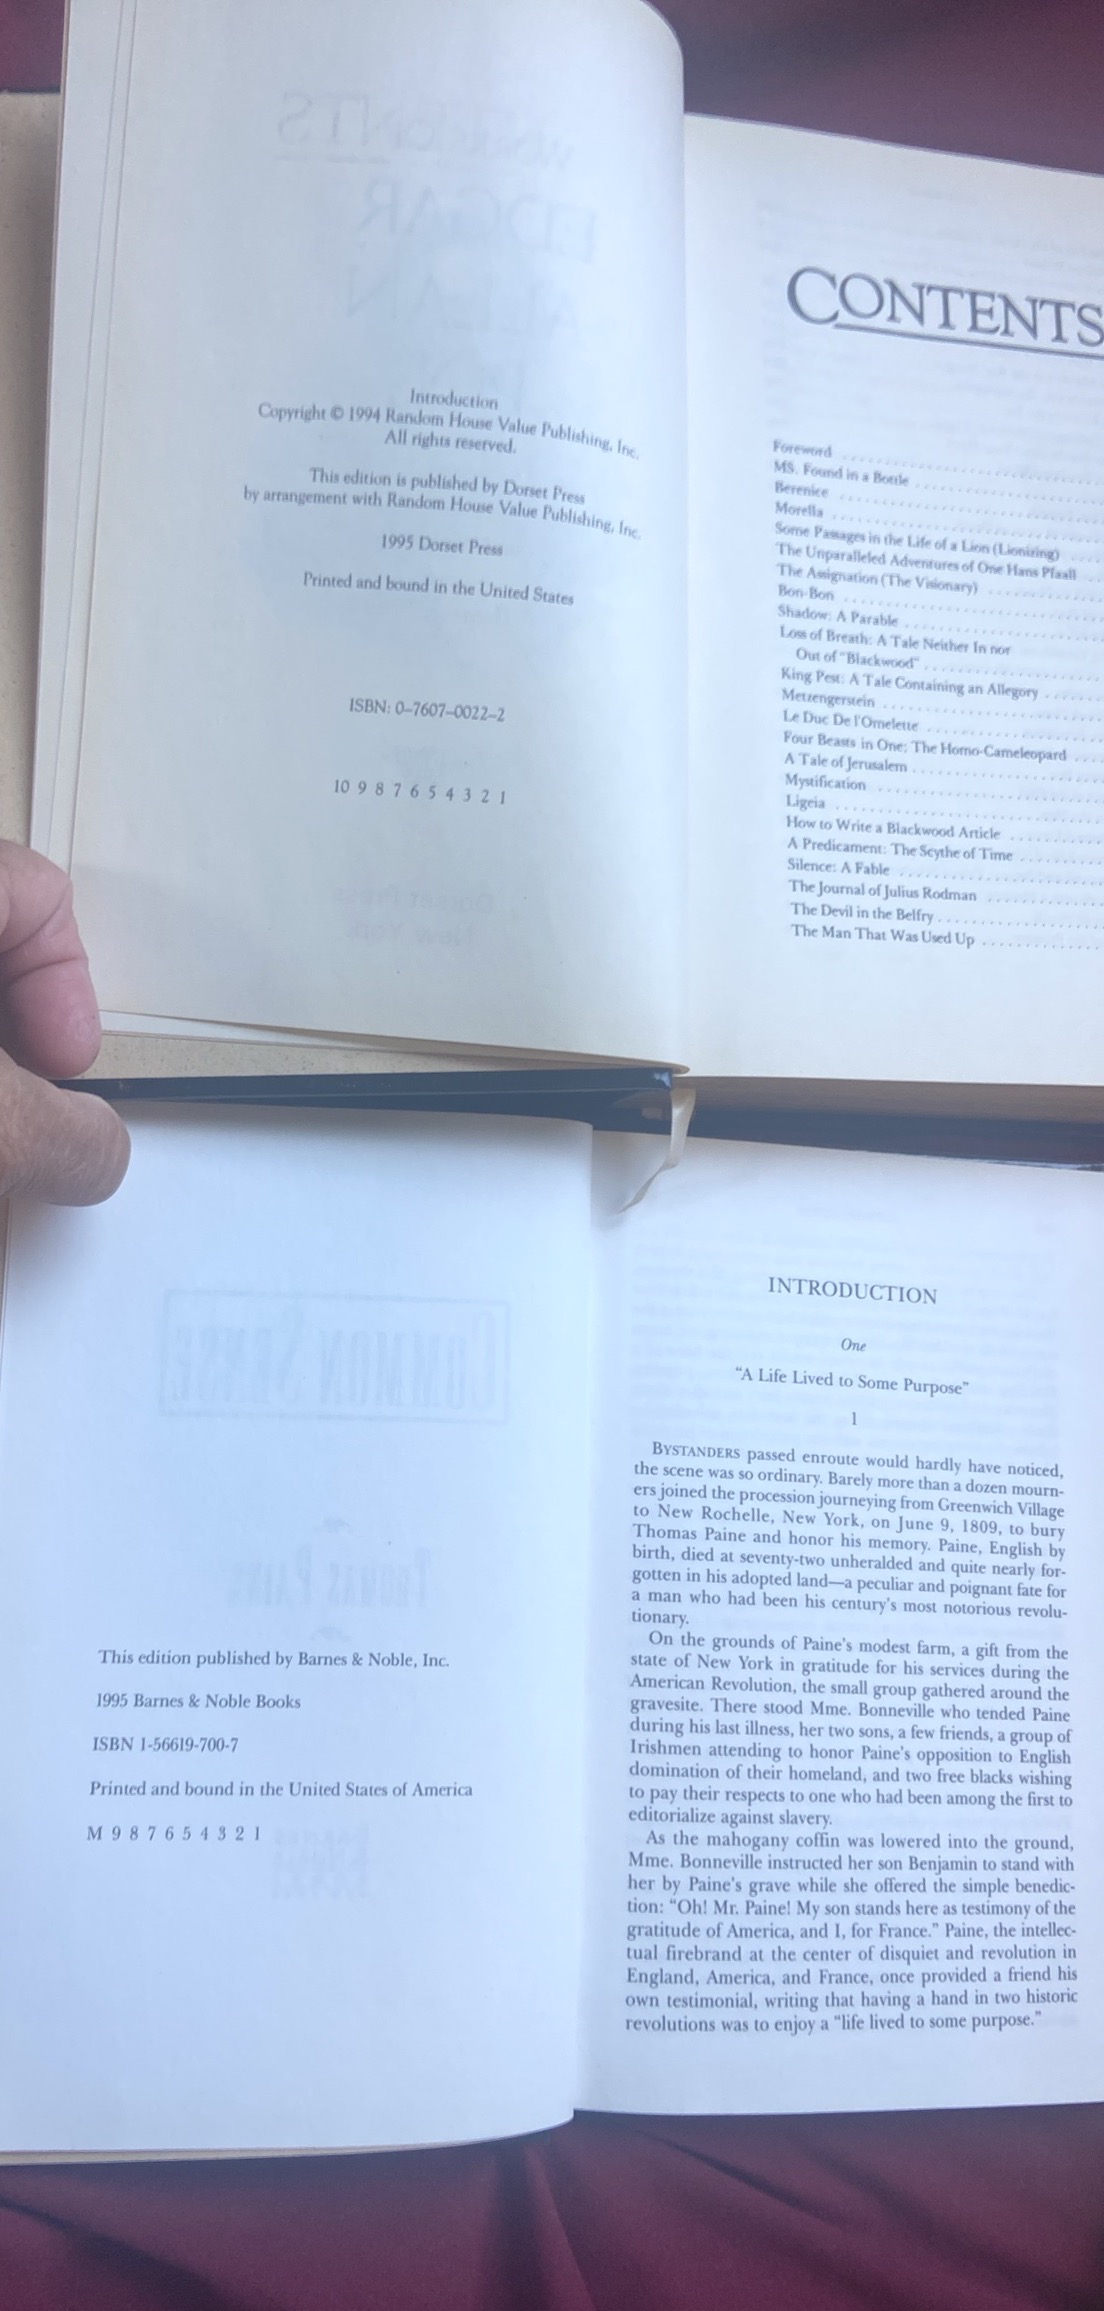 Introduction
Copyright © 1994 Random House Value Publishing, Inc.
All rights reserved.
This edition is published by Dorset Press
by arrangement with Random House Value Publishing, Inc.
1995 Dorset Press
Printed and bound in the United States
ISBN: 0-7607-0022-2
10 9 8 7 6 5 4 3 2 1
CONTENTS
Foreword
MS. Found in a Bottle
Berenice
Morella
Some Passages in the Life of a Lion (Lionizing)
The Unparalleled Adventures of One Hans Pfaall
The Assignation (The Visionary)
Bon-Bon
Shadow: A Parable
Loss of Breath: A Tale Neither In nor
Out of "Blackwood"
King Pest: A Tale Containing an Allegory
Metzengerstein
Le Duc De l'Omelette
Four Beasts in One: The Homo-Cameleopard
A Tale of Jerusalem
Mystification
Ligeia
How to Write a Blackwood Article
A Predicament: The Scythe of Time
Silence: A Fable
The Journal of Julius Rodman
The Devil in the Belfry
The Man That Was Used Up
COMMON SENSE
THOMAS PAINE
This edition published by Barnes & Noble, Inc.
1995 Barnes & Noble Books
ISBN 1-56619-700-7
Printed and bound in the United States of America
M 9 8 7 6 5 4 3 2 1
INTRODUCTION
One
"A Life Lived to Some Purpose"
1
BYSTANDERS passed enroute would hardly have noticed,
the scene was so ordinary. Barely more than a dozen mourn-
ers joined the procession journeying from Greenwich Village
to New Rochelle, New York, on June 9, 1809, to bury
Thomas Paine and honor his memory. Paine, English by
birth, died at seventy-two unheralded and quite nearly for-
gotten in his adopted land—a peculiar and poignant fate for
a man who had been his century's most notorious revolu-
tionary.
On the grounds of Paine's modest farm, a gift from the
state of New York in gratitude for his services during the
American Revolution, the small group gathered around the
gravesite. There stood Mme. Bonneville who tended Paine
during his last illness, her two sons, a few friends, a group of
Irishmen attending to honor Paine's opposition to English
domination of their homeland, and two free blacks wishing
to pay their respects to one who had been among the first to
editorialize against slavery.
As the mahogany coffin was lowered into the ground,
Mme. Bonneville instructed her son Benjamin to stand with
her by Paine's grave while she offered the simple benedic-
tion: "Oh! Mr. Paine! My son stands here as testimony of the
gratitude of America, and I, for France." Paine, the intellec-
tual firebrand at the center of disquiet and revolution in
England, America, and France, once provided a friend his
own testimonial, writing that having a hand in two historic
revolutions was to enjoy a "life lived to some purpose."